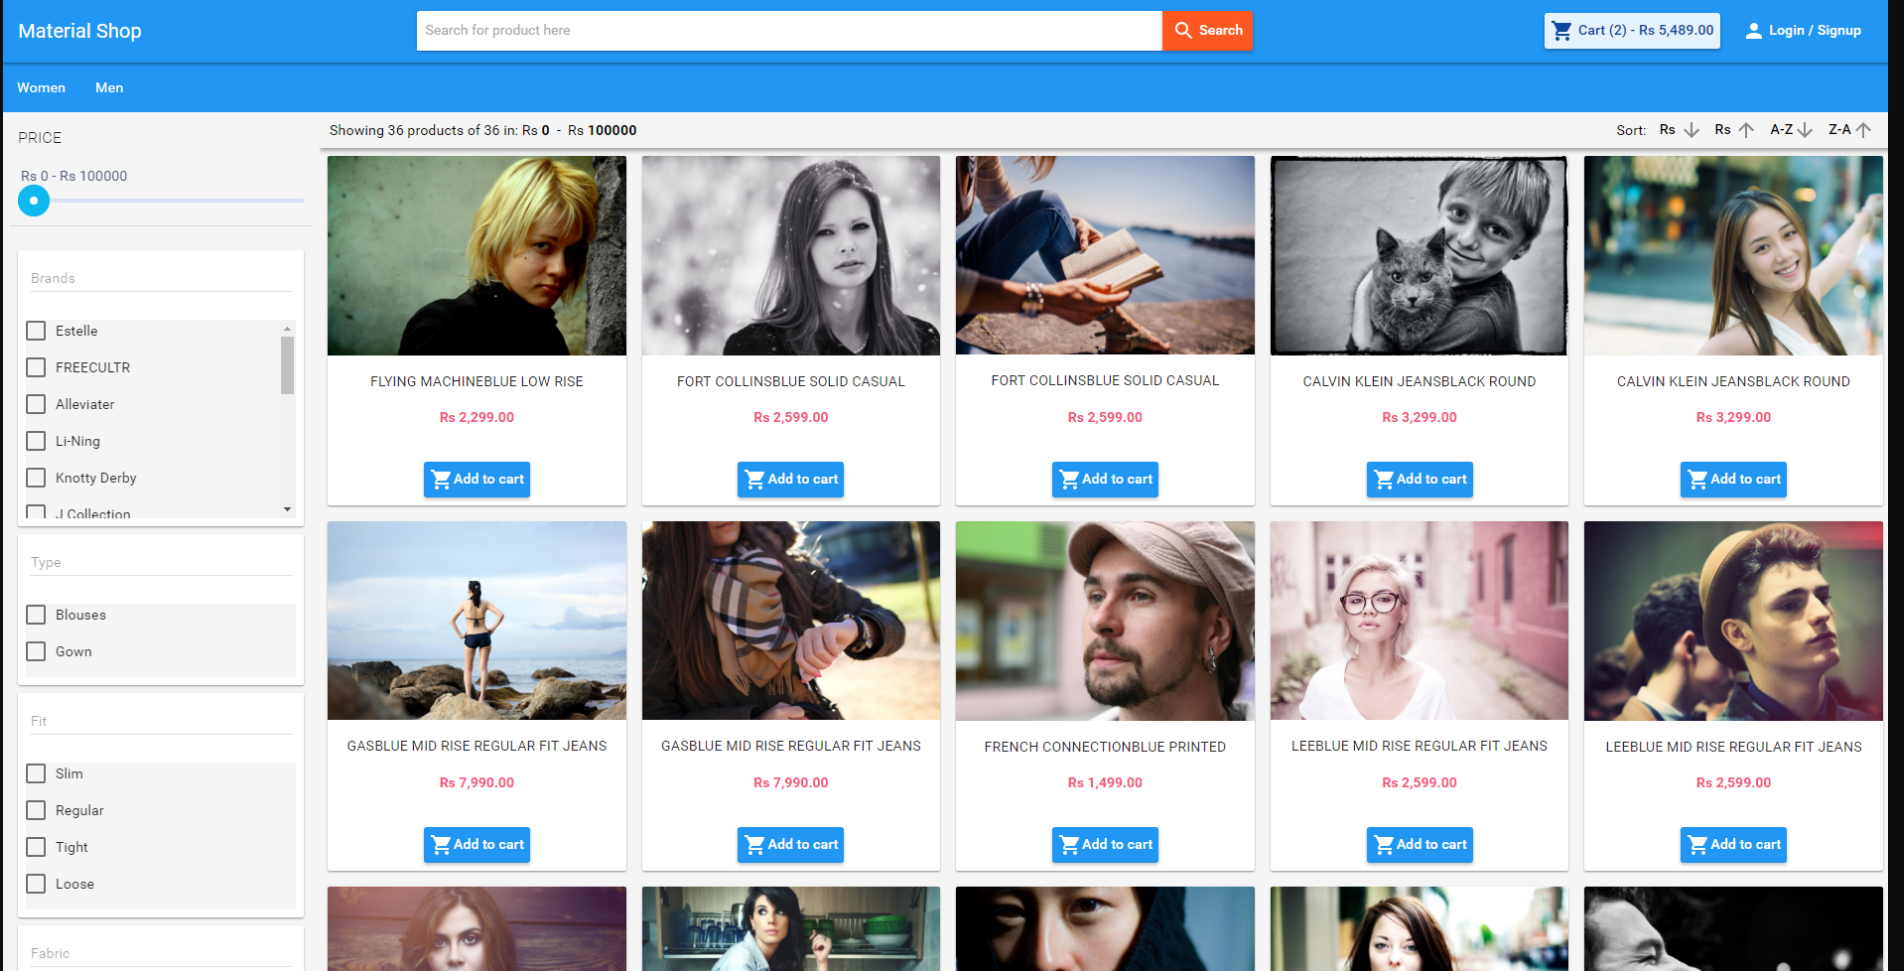 Material Shop
Search for product here
Search
Cart (2) - Rs 5,489.00
Login / Signup
Women
Men
PRICE
Showing 36 products of 36 in: Rs 0 - Rs 100000
Sort: Rs Rs A-Z Z-A
Rs 0 - Rs 100000
Brands
Estelle
FREECULTR
Alleviater
Li-Ning
Knotty Derby
J Collection
Type
Blouses
Gown
Fit
Slim
Regular
Tight
Loose
Fabric
FLYING MACHINEBLUE LOW RISE
Rs 2,299.00
Add to cart
FORT COLLINSBLUE SOLID CASUAL
Rs 2,599.00
Add to cart
FORT COLLINSBLUE SOLID CASUAL
Rs 2,599.00
Add to cart
CALVIN KLEIN JEANSBLACK ROUND
Rs 3,299.00
Add to cart
CALVIN KLEIN JEANSBLACK ROUND
Rs 3,299.00
Add to cart
GASBLUE MID RISE REGULAR FIT JEANS
Rs 7,990.00
Add to cart
GASBLUE MID RISE REGULAR FIT JEANS
Rs 7,990.00
Add to cart
FRENCH CONNECTIONBLUE PRINTED
Rs 1,499.00
Add to cart
LEEBLUE MID RISE REGULAR FIT JEANS
Rs 2,599.00
Add to cart
LEEBLUE MID RISE REGULAR FIT JEANS
Rs 2,599.00
Add to cart